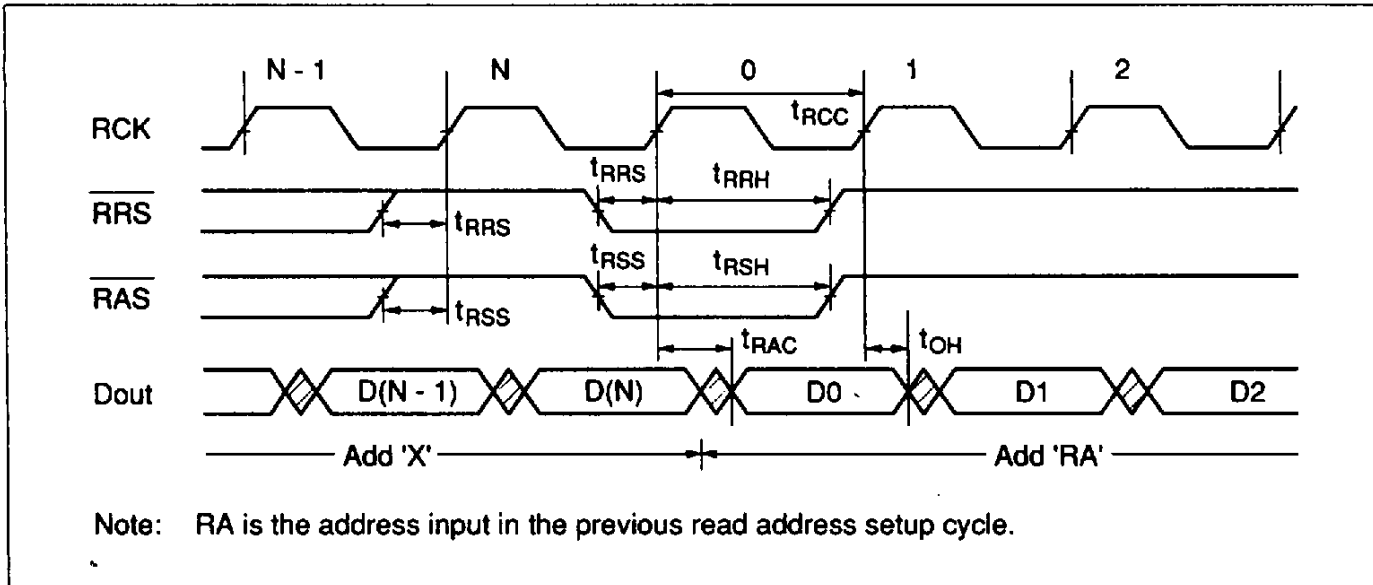 N - 1 N 0 1 2
RCK
tRCC
tRRS tRRH
RRS
tRRS
tRSS tRSH
RAS
tRSS
tRAC tOH
Dout D(N - 1) D(N) D0 D1 D2
Add 'X' Add 'RA'
Note: RA is the address input in the previous read address setup cycle.